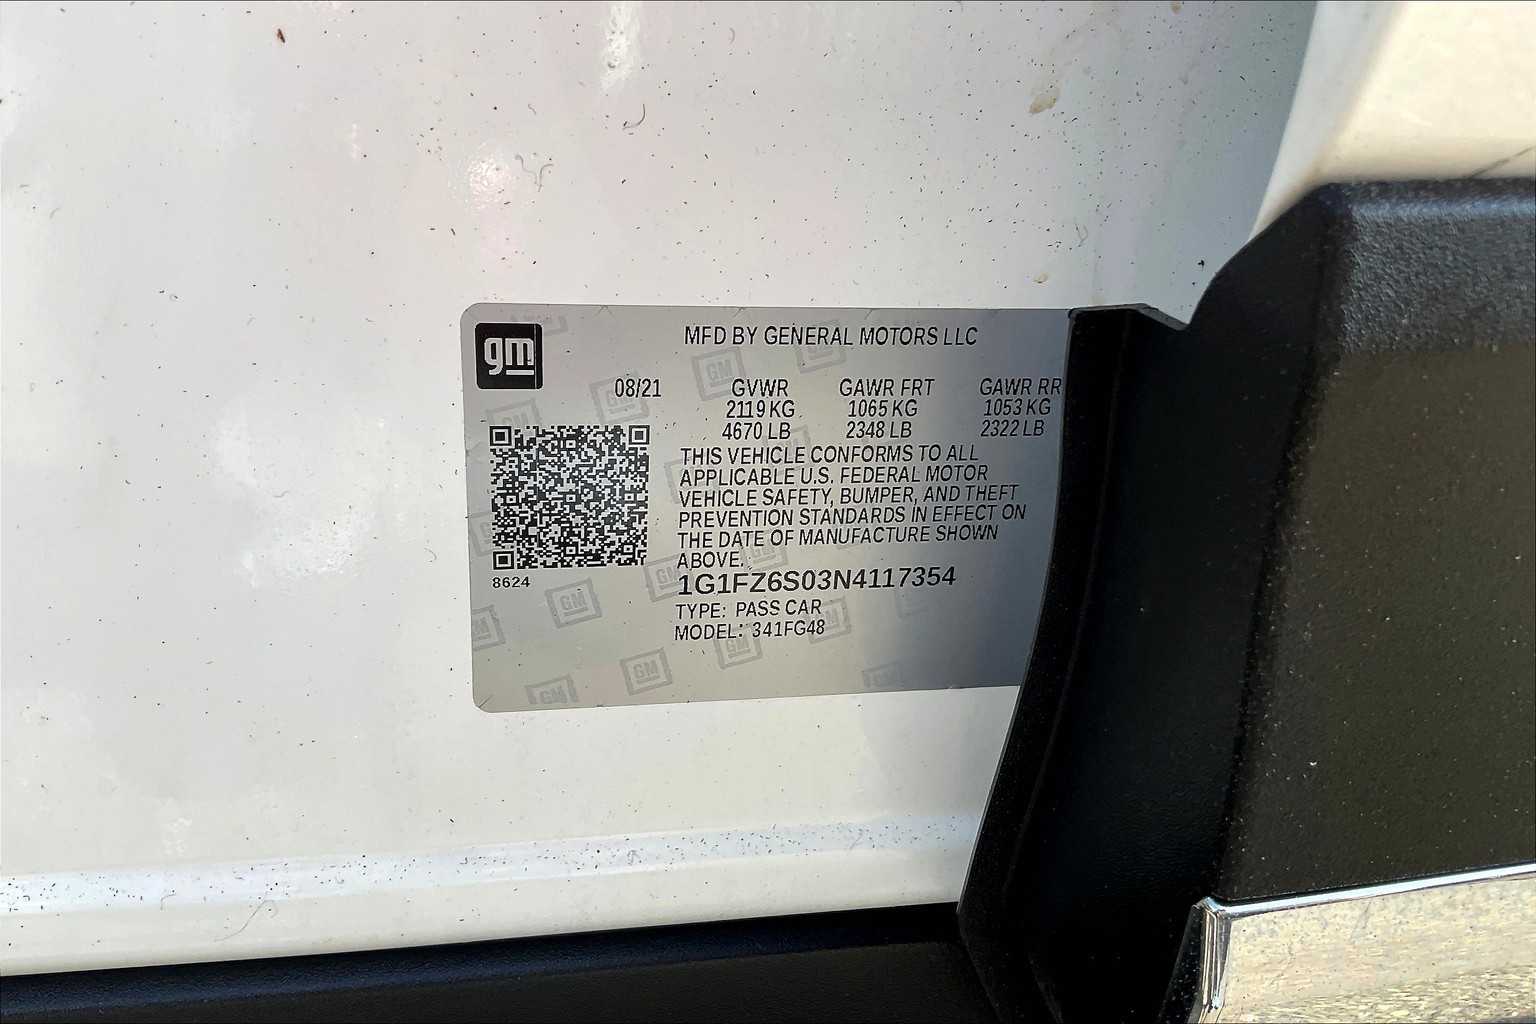 gm
MFD BY GENERAL MOTORS LLC
08/21 GVWR GAWR FRT GAWR RR
2119 KG 1065 KG 1053 KG
4670 LB 2348 LB 2322 LB
THIS VEHICLE CONFORMS TO ALL
APPLICABLE U.S. FEDERAL MOTOR
VEHICLE SAFETY, BUMPER, AND THEFT
PREVENTION STANDARDS IN EFFECT ON
THE DATE OF MANUFACTURE SHOWN
ABOVE.
8624
1G1FZ6S03N4117354
TYPE: PASS CAR
MODEL: 341FG48